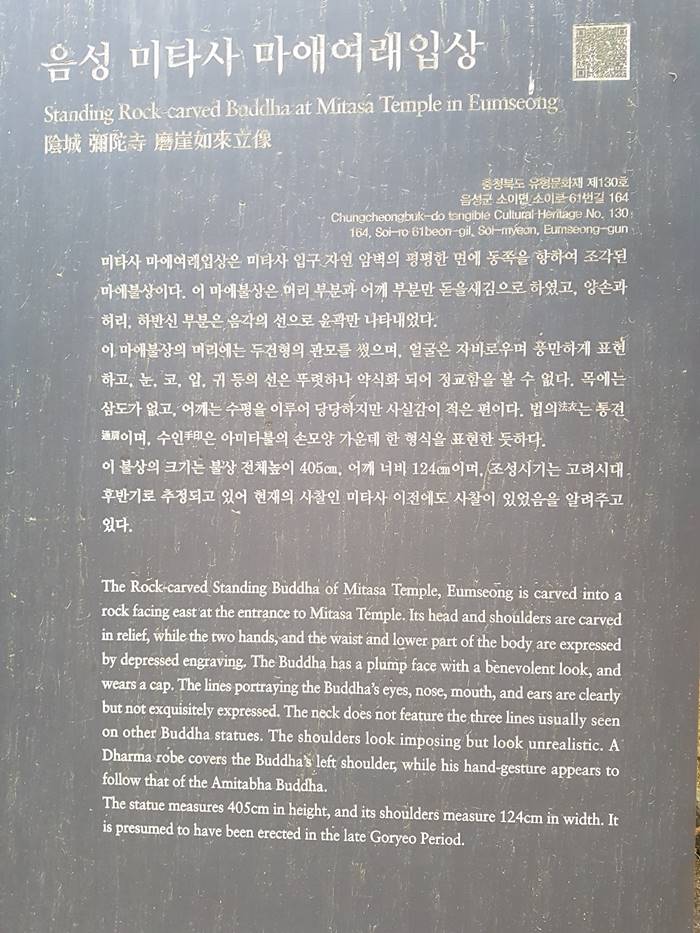 음성 미타사 마애여래입상
Standing Rock-carved Buddha at Mitasa Temple in Eumseong
陰城 彌陀寺 磨崖如來立像
충청북도 유형문화재 제130호
음성군 소이면 소이로 61번길 164
Chungcheongbuk-do tangible Cultural Heritage No. 130
164, Soi-ro 61beon-gil, Soi-myeon, Eumseong-gun
미타사 마애여래입상은 미타사 입구 자연 암벽의 평평한 면에 동쪽을 향하여 조각된
마애불상이다. 이 마애불상은 머리 부분과 어깨 부분만 돋을새김으로 하였고, 양손과
허리, 하반신 부분은 음각의 선으로 윤곽만 나타내었다.
이 마애불상의 머리에는 두건형의 관모를 썼으며, 얼굴은 자비로우며 풍만하게 표현
하고, 눈, 코, 입, 귀 등의 선은 뚜렷하나 약식화 되어 정교함을 볼 수 없다. 목에는
삼도가 없고, 어깨는 수평을 이루어 당당하지만 사실감이 적은 편이다. 법의法衣는 통견
通肩이며, 수인手印은 아미타불의 손모양 가운데 한 형식을 표현한 듯하다.
이 불상의 크기는 불상 전체높이 405㎝, 어깨 너비 124㎝이며, 조성시기는 고려시대
후반기로 추정되고 있어 현재의 사찰인 미타사 이전에도 사찰이 있었음을 알려주고
있다.
The Rock-carved Standing Buddha of Mitasa Temple, Eumseong is carved into a
rock facing east at the entrance to Mitasa Temple. Its head and shoulders are carved
in relief, while the two hands, and the waist and lower part of the body are expressed
by depressed engraving. The Buddha has a plump face with a benevolent look, and
wears a cap. The lines portraying the Buddha's eyes, nose, mouth, and ears are clearly
but not exquisitely expressed. The neck does not feature the three lines usually seen
on other Buddha statues. The shoulders look imposing but look unrealistic. A
Dharma robe covers the Buddha's left shoulder, while his hand-gesture appears to
follow that of the Amitabha Buddha.
The statue measures 405cm in height, and its shoulders measure 124cm in width. It
is presumed to have been erected in the late Goryeo Period.